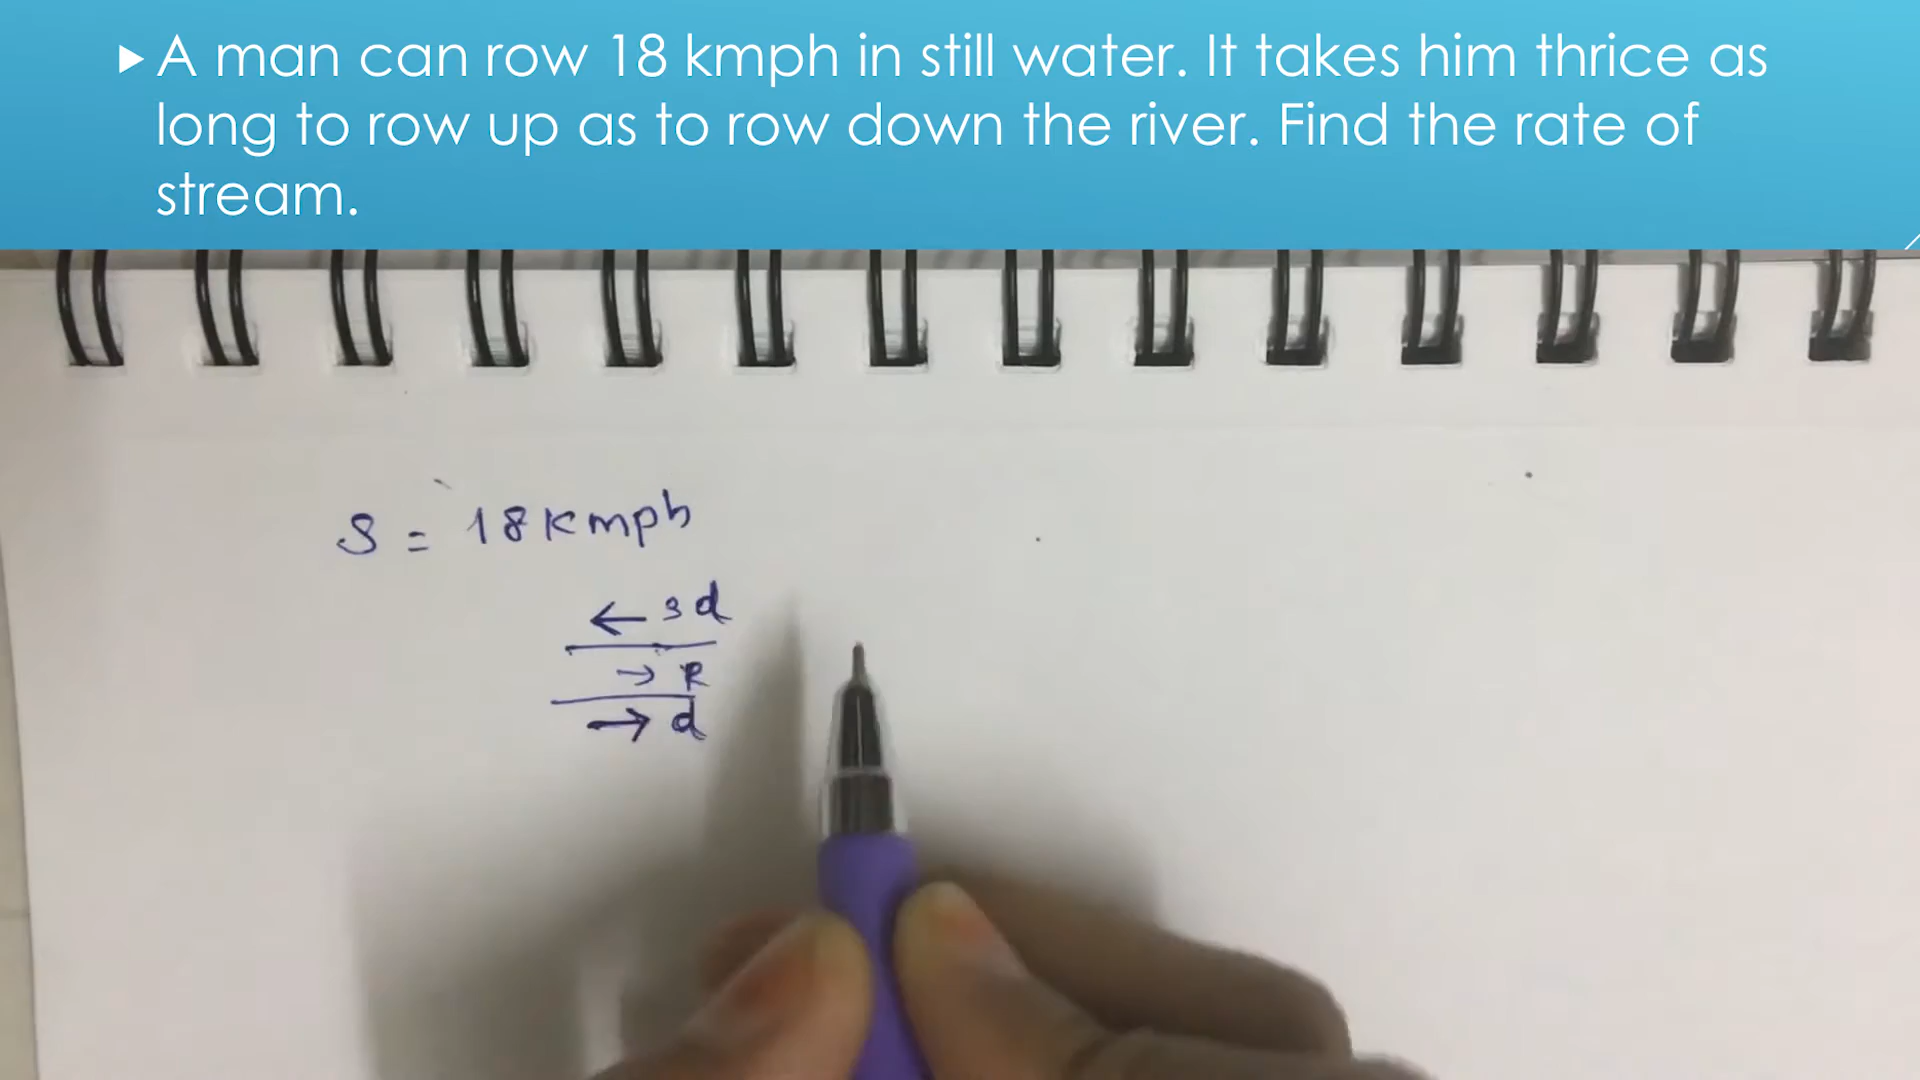 ▶A man can row 18 kmph in still water. It takes him thrice as
long to row up as to row down the river. Find the rate of
stream.
S = 18 Kmph
← 3d
→ R
→ d